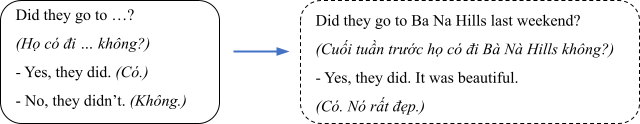 Did they go to …?
(Họ có đi … không?)
- Yes, they did. (Có.)
- No, they didn’t. (Không.)
Did they go to Ba Na Hills last weekend?
(Cuối tuần trước họ có đi Bà Nà Hills không?)
- Yes, they did. It was beautiful.
(Có. Nó rất đẹp.)